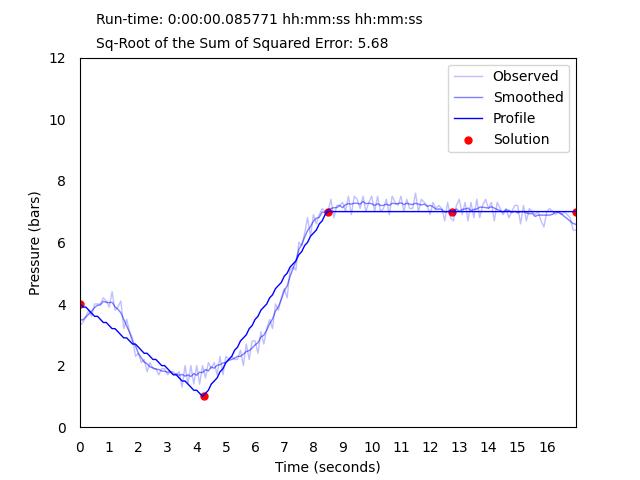 Run-time: 0:00:00.085771 hh:mm:ss hh:mm:ss
Sq-Root of the Sum of Squared Error: 5.68
12
10
8
6
4
2
0
Pressure (bars)
Observed
Smoothed
Profile
Solution
0 1 2 3 4 5 6 7 8 9 10 11 12 13 14 15 16
Time (seconds)